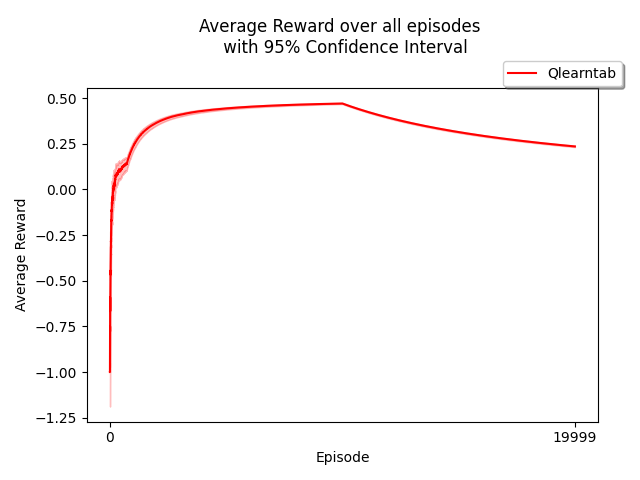 Average Reward over all episodes
with 95% Confidence Interval
Qlearntab
0.50
0.25
0.00
−0.25
−0.50
−0.75
−1.00
−1.25
Average Reward
0
19999
Episode